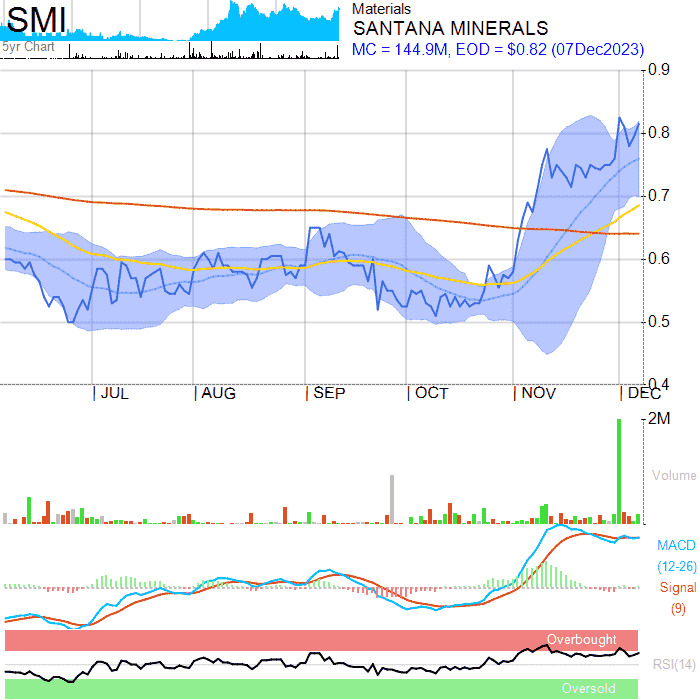 SMI
5yr Chart
Materials
SANTANA MINERALS
MC = 144.9M, EOD = $0.82 (07Dec2023)
0.9
0.8
0.7
0.6
0.5
0.4
JUL AUG SEP OCT NOV DEC
2M
Volume
MACD
(12-26)
Signal
(9)
Overbought
RSI(14)
Oversold